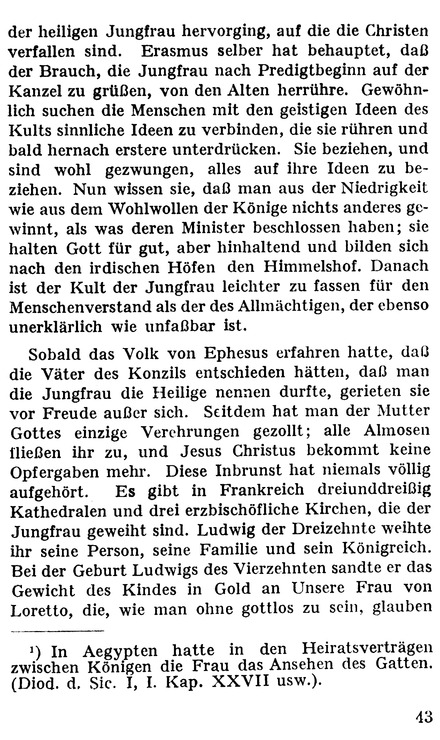 der heiligen Jungfrau hervorging, auf die die Christen
verfallen sind. Erasmus selber hat behauptet, daß
der Brauch, die Jungfrau nach Predigtbeginn auf der
Kanzel zu grüßen, von den Alten herrühre. Gewöhn-
lich suchen die Menschen mit den geistigen Ideen des
Kults sinnliche Ideen zu verbinden, die sie rühren und
bald hernach erstere unterdrücken. Sie beziehen, und
sind wohl gezwungen, alles auf ihre Ideen zu be-
ziehen. Nun wissen sie, daß man aus der Niedrigkeit
wie aus dem Wohlwollen der Könige nichts anderes ge-
winnt, als was deren Minister beschlossen haben; sie
halten Gott für gut, aber hinhaltend und bilden sich
nach den irdischen Höfen den Himmelshof. Danach
ist der Kult der Jungfrau leichter zu fassen für den
Menschenverstand als der des Allmächtigen, der ebenso
unerklärlich wie unfaßbar ist.
Sobald das Volk von Ephesus erfahren hatte, daß
die Väter des Konzils entschieden hätten, daß man
die Jungfrau die Heilige nennen durfte, gerieten sie
vor Freude außer sich. Seitdem hat man der Mutter
Gottes einzige Verehrungen gezollt; alle Almosen
fließen ihr zu, und Jesus Christus bekommt keine
Opfergaben mehr. Diese Inbrunst hat niemals völlig
aufgehört. Es gibt in Frankreich dreiunddreißig
Kathedralen und drei erzbischöfliche Kirchen, die der
Jungfrau geweiht sind. Ludwig der Dreizehnte weihte
ihr seine Person, seine Familie und sein Königreich.
Bei der Geburt Ludwigs des Vierzehnten sandte er das
Gewicht des Kindes in Gold an Unsere Frau von
Loretto, die, wie man ohne gottlos zu sein, glauben
¹) In Aegypten hatte in den Heiratsverträgen
zwischen Königen die Frau das Ansehen des Gatten.
(Diod. d. Sic. I, I. Kap. XXVII usw.).
43